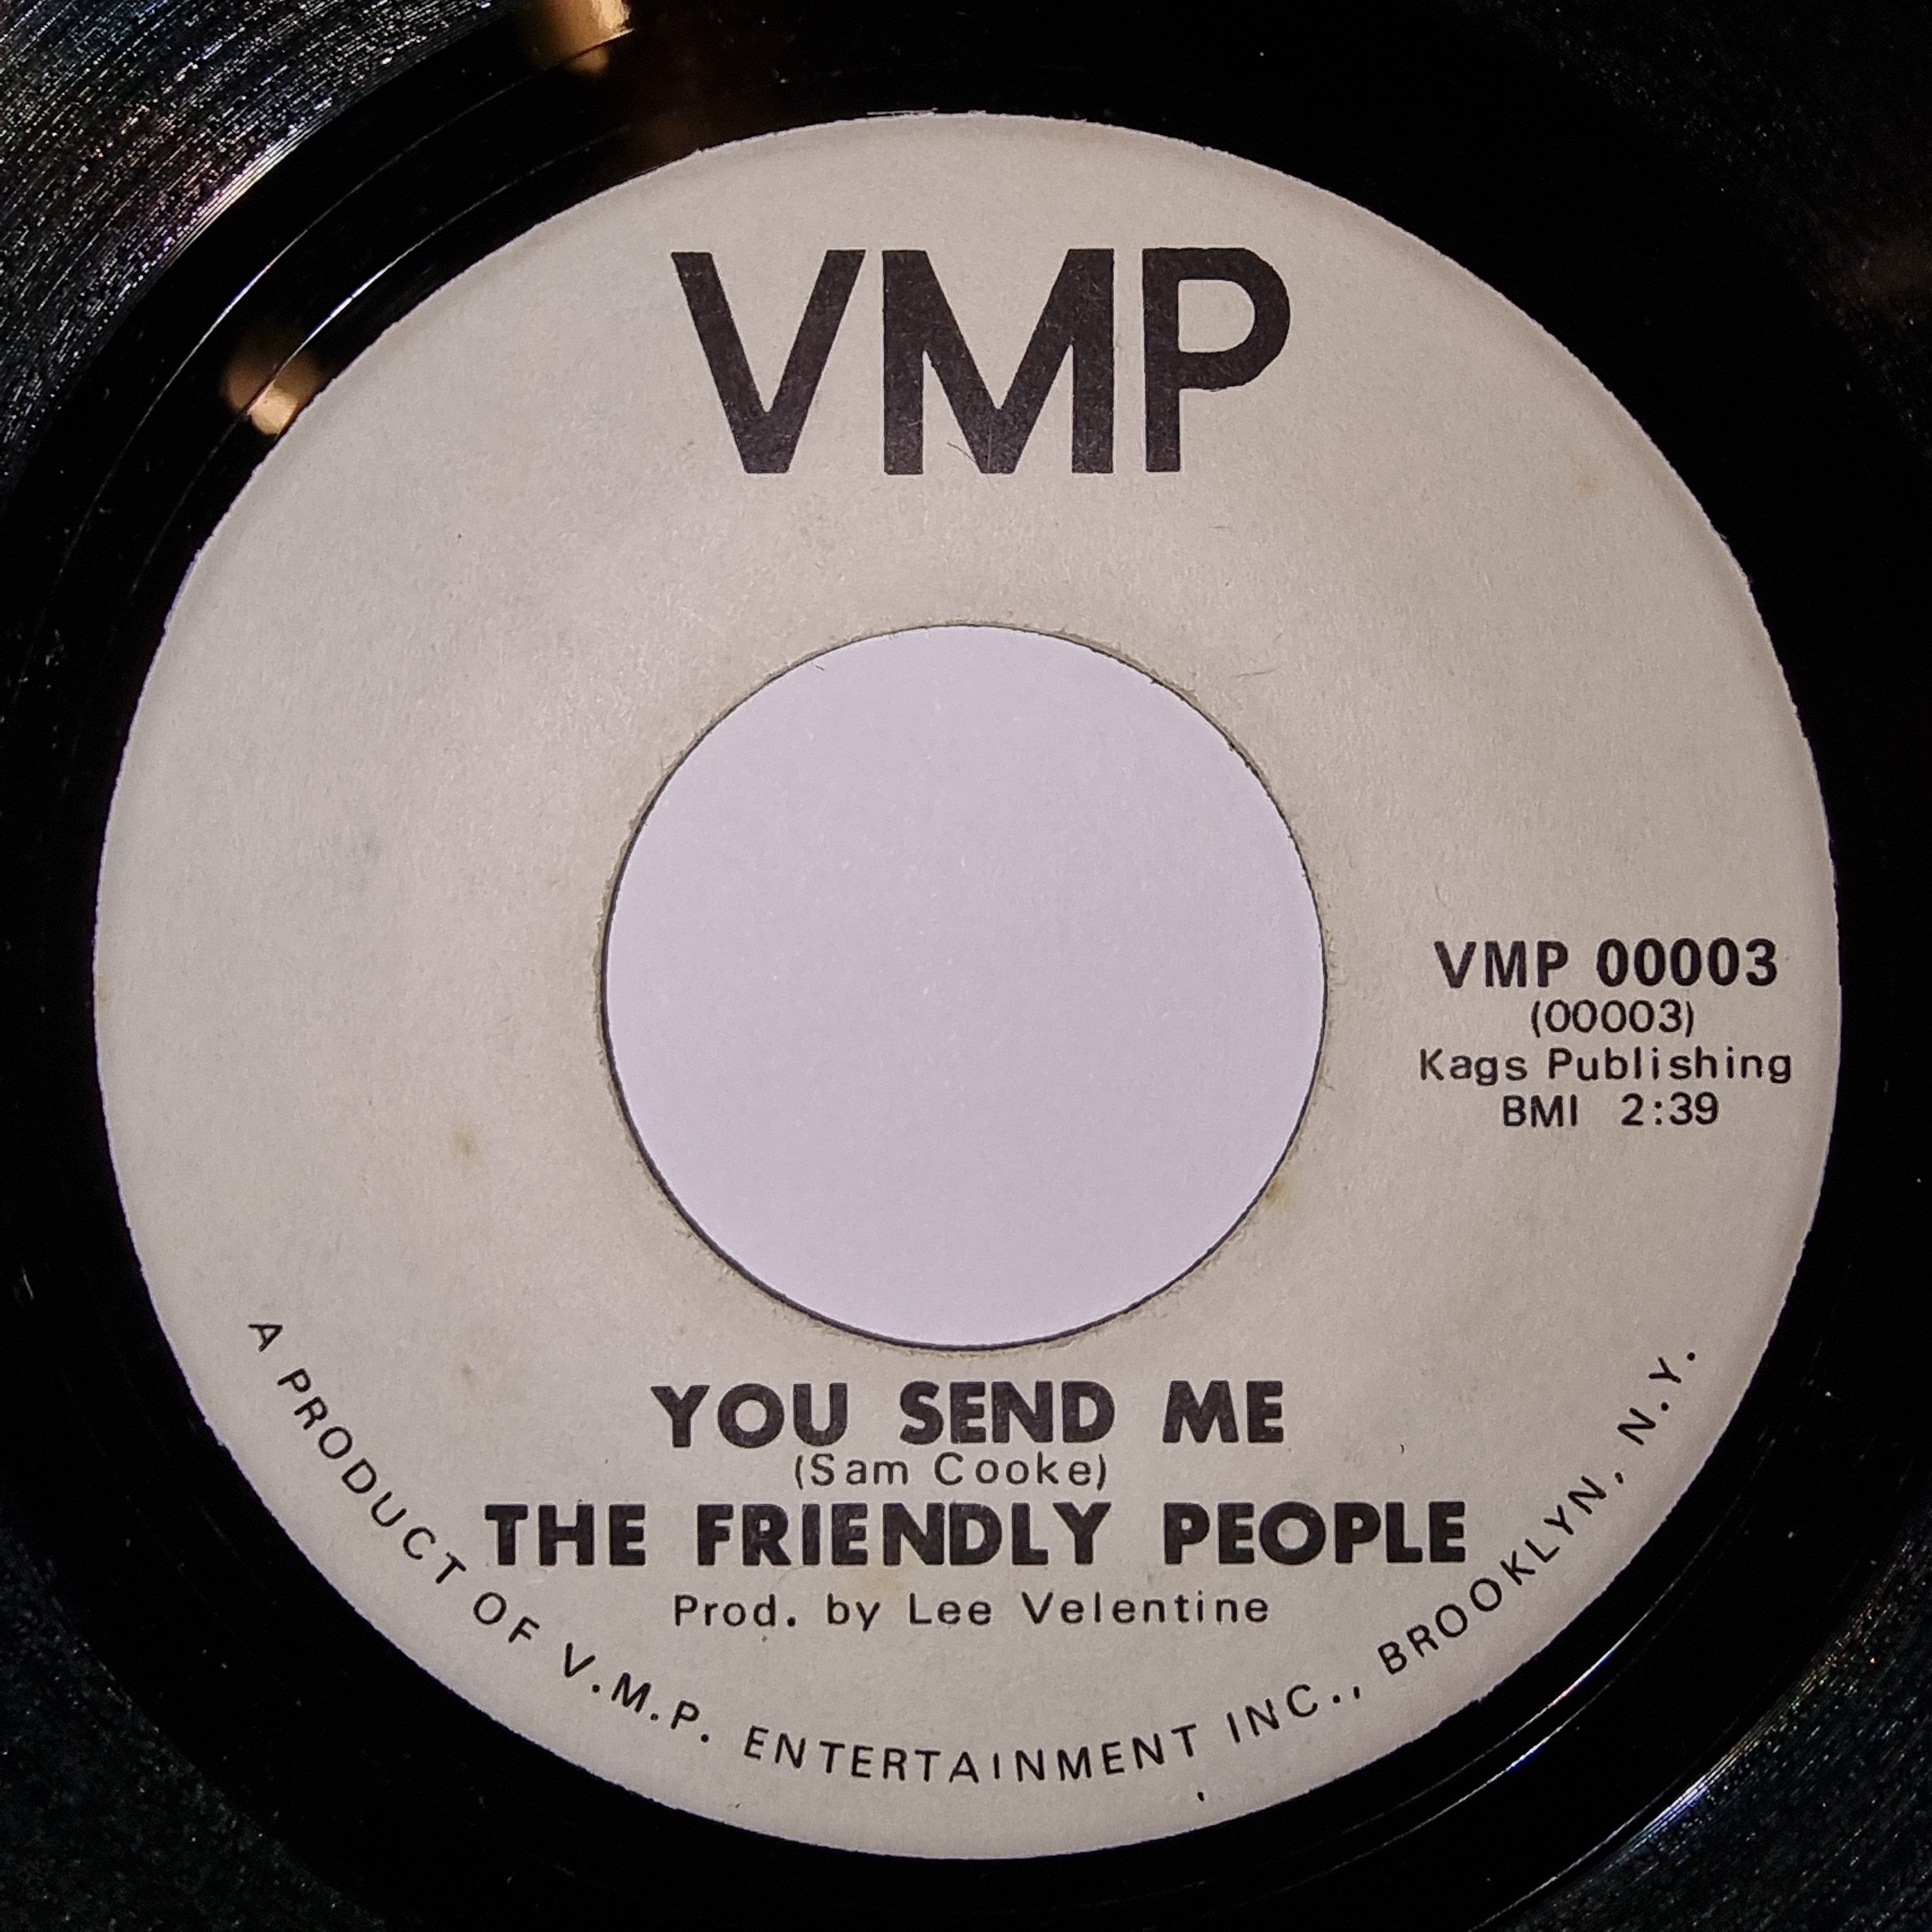 VMP
VMP 00003
(00003)
Kags Publishing
BMI 2:39
YOU SEND ME
(Sam Cooke)
THE FRIENDLY PEOPLE
Prod. by Lee Velentine
A PRODUCT OF V.M.P. ENTERTAINMENT INC., BROOKLYN, N.Y.